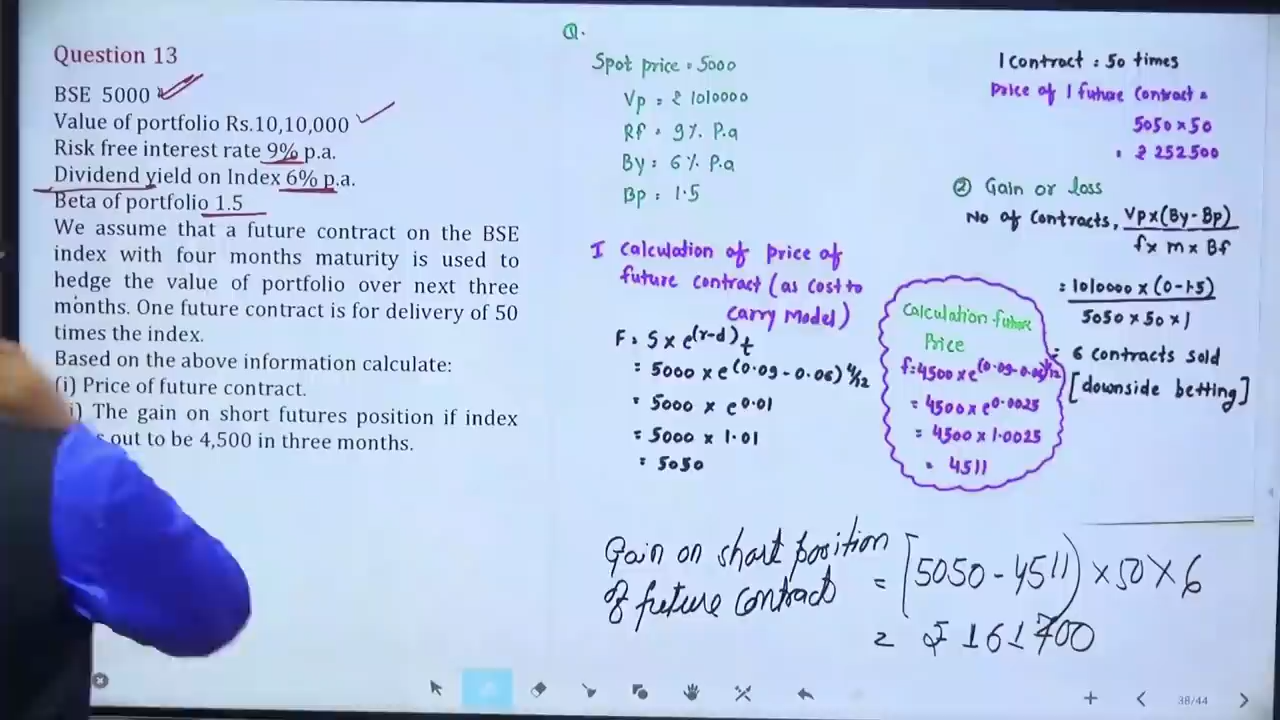 Question 13
BSE 5000
Value of portfolio Rs.10,10,000
Risk free interest rate 9% p.a.
Dividend yield on Index 6% p.a.
Beta of portfolio 1.5
We assume that a future contract on the BSE
index with four months maturity is used to
hedge the value of portfolio over next three
months. One future contract is for delivery of 50
times the index.
Based on the above information calculate:
(i) Price of future contract.
i) The gain on short futures position if index
out to be 4,500 in three months.
Q.
Spot price = 5000
Vp = ₹ 1010000
Rf = 9% P.a
By = 6% P.a
Bp = 1.5
I Calculation of price of
future contract (as cost to
carry Model)
F = S x e^(r-d)t
= 5000 x e^(0.09 - 0.06) 4/12
= 5000 x e^0.01
= 5000 x 1.01
= 5050
Calculation future
Price
f = 4500 x e^(0.09-0.06)1/12
= 4500 x e^0.0025
= 4500 x 1.0025
= 4511
1 Contract = 50 times
Price of 1 future Contract =
5050 x 50
= ₹ 252500
② Gain or loss
No of Contracts, Vp x (By - Bp)
f x m x Bf
= 1010000 x (0-1.5)
5050 x 50 x 1
= 6 contracts sold
[downside betting]
Gain on short position
of future contract = (5050 - 4511) x 50 x 6
= ₹ 161700
38/44